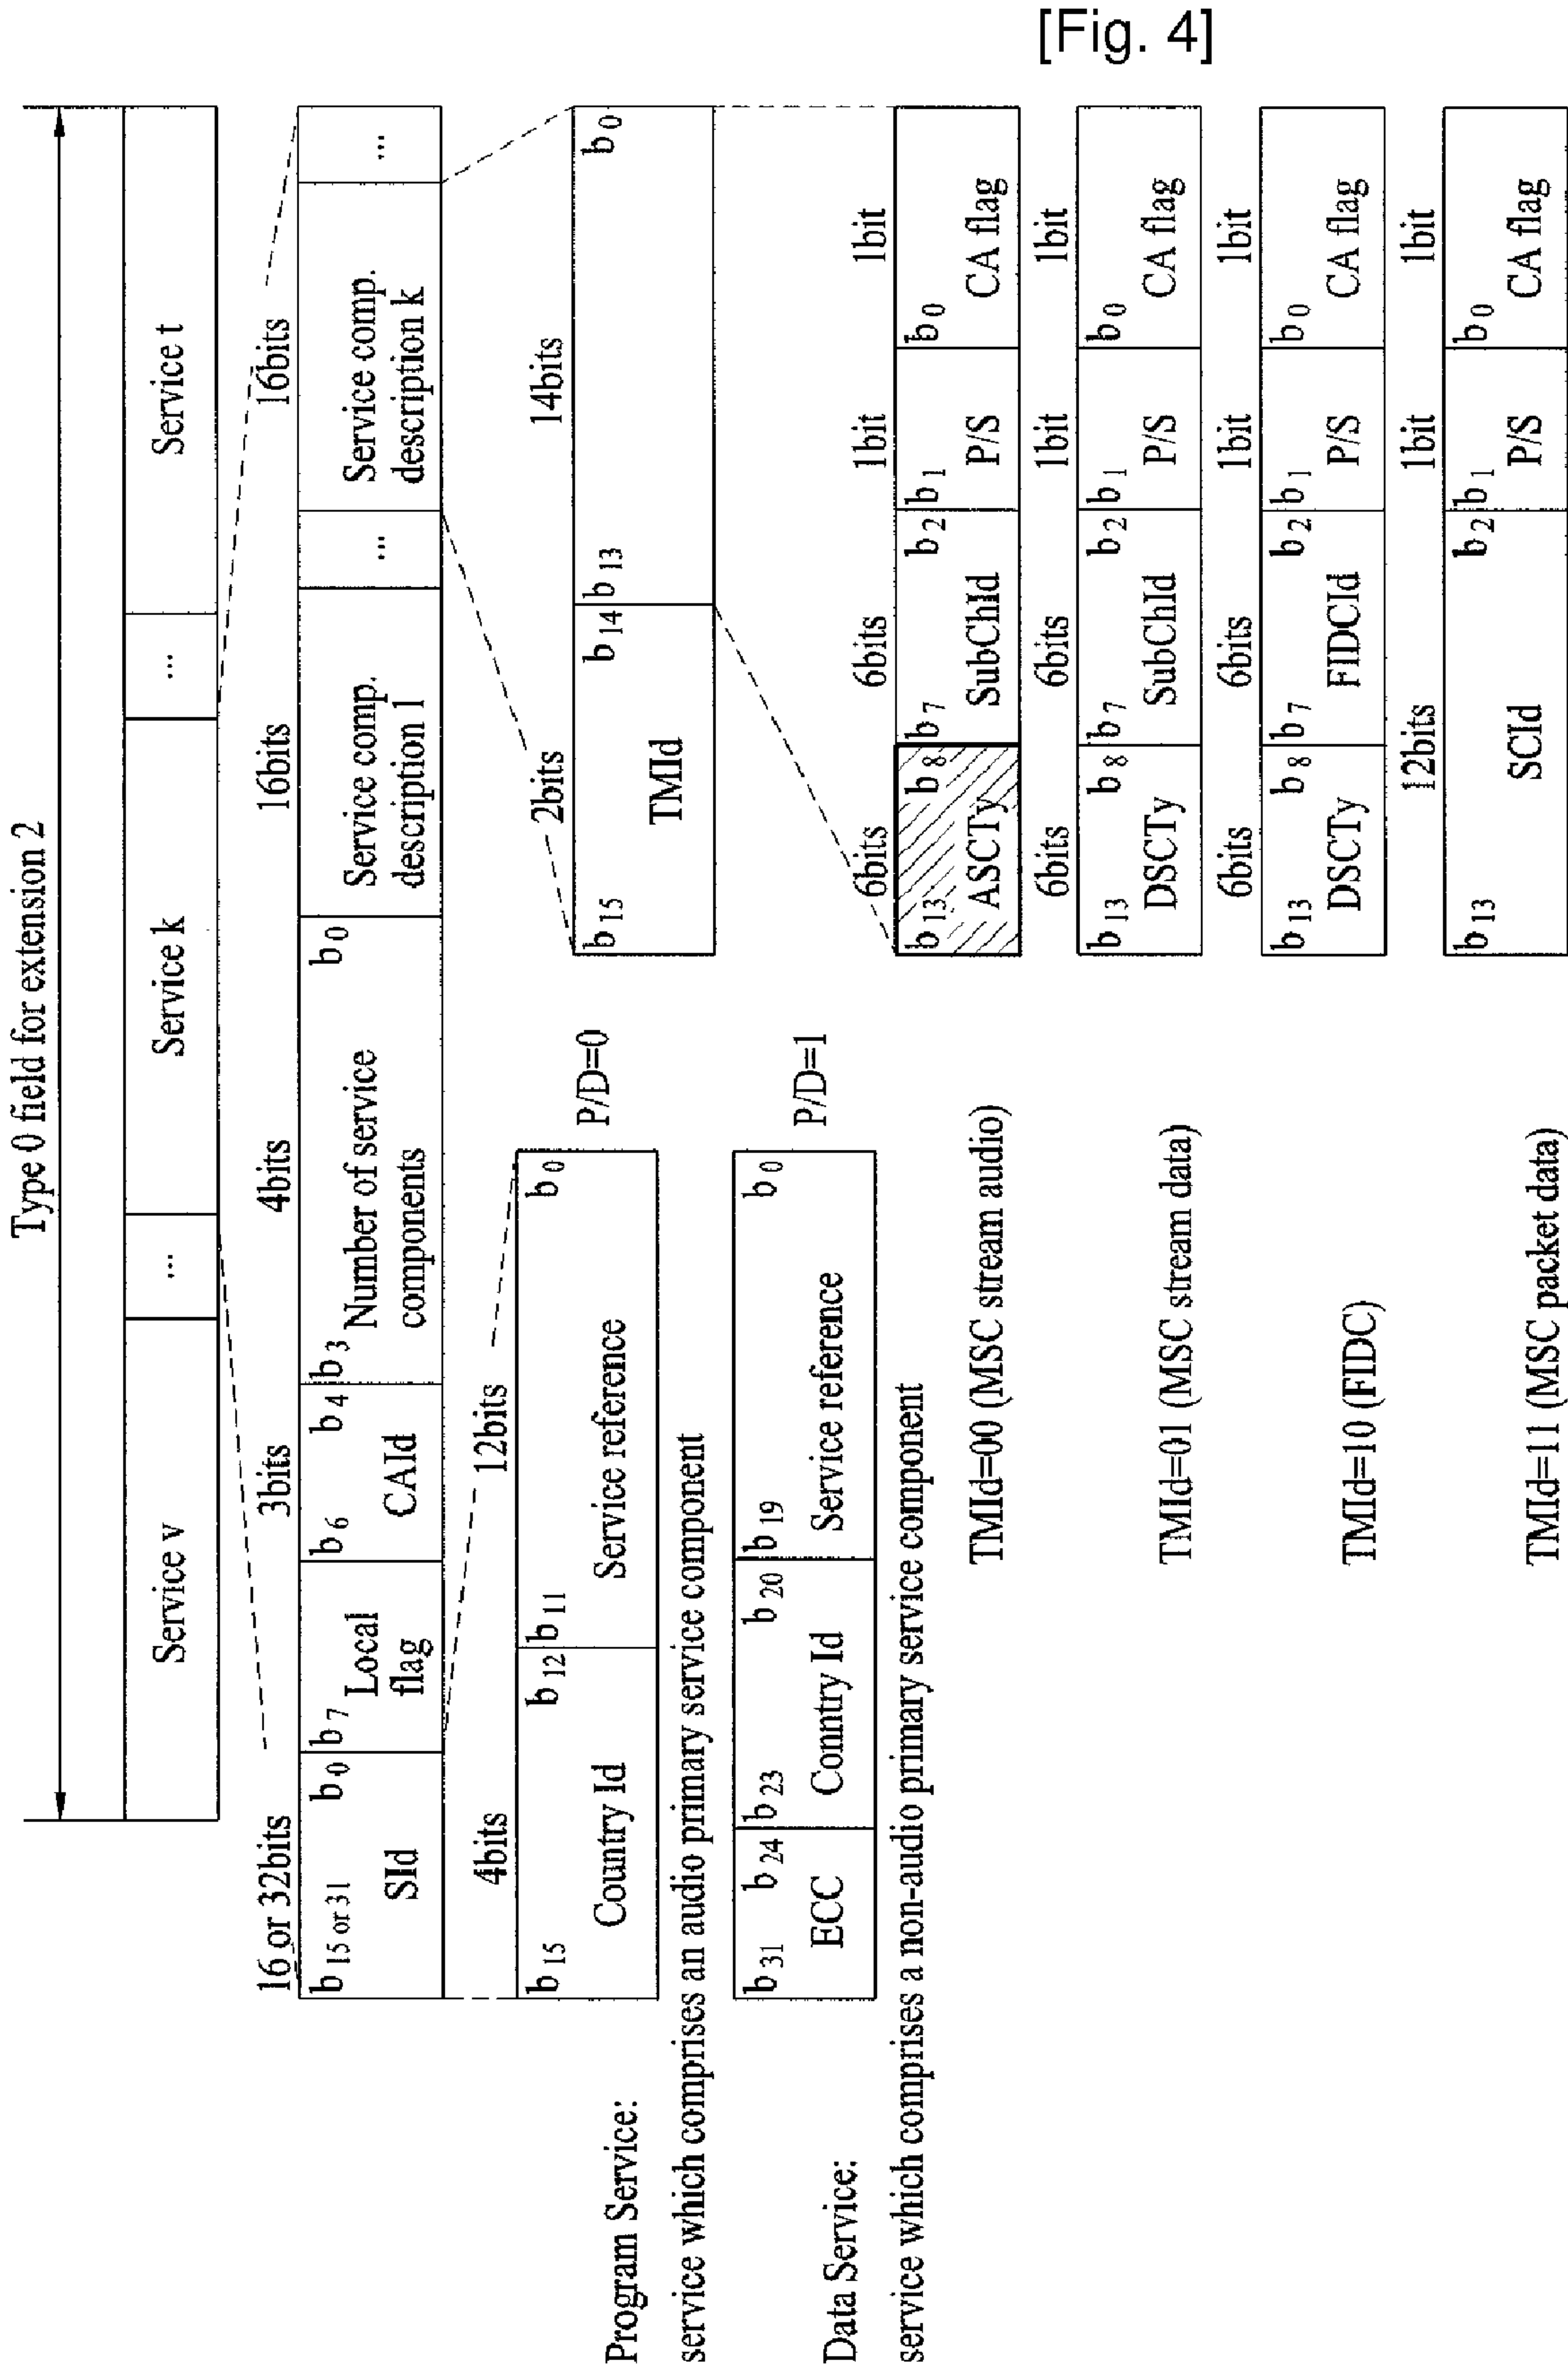 [Fig. 4]
Type 0 field for extension 2
Service v
...
Service k
...
Service t
16 or 32bits
3bits
4bits
16bits
16bits
b15 or 31
b0
SId
b7
Local
flag
b6
b4
CAId
b3
b0
Number of service
components
Service comp.
description 1
...
Service comp.
description k
...
4bits
12bits
b15
b12
Country Id
b11
b0
Service reference
P/D=0
2bits
14bits
b15
b14
TMId
b13
b0
Program Service:
service which comprises an audio primary service component
b31
b24
ECC
b23
b20
Country Id
b19
b0
Service reference
P/D=1
Data Service:
service which comprises a non-audio primary service component
6bits
6bits
1bit
1bit
b13
b8
ASCTy
b7
b2
SubChId
b1
P/S
b0
CA flag
TMId=00 (MSC stream audio)
6bits
6bits
1bit
1bit
b13
b8
DSCTy
b7
b2
SubChId
b1
P/S
b0
CA flag
TMId=01 (MSC stream data)
6bits
6bits
1bit
1bit
b13
b8
DSCTy
b7
b2
FIDCId
b1
P/S
b0
CA flag
TMId=10 (FIDC)
12bits
1bit
1bit
b13
b2
SCId
b1
P/S
b0
CA flag
TMId=11 (MSC packet data)